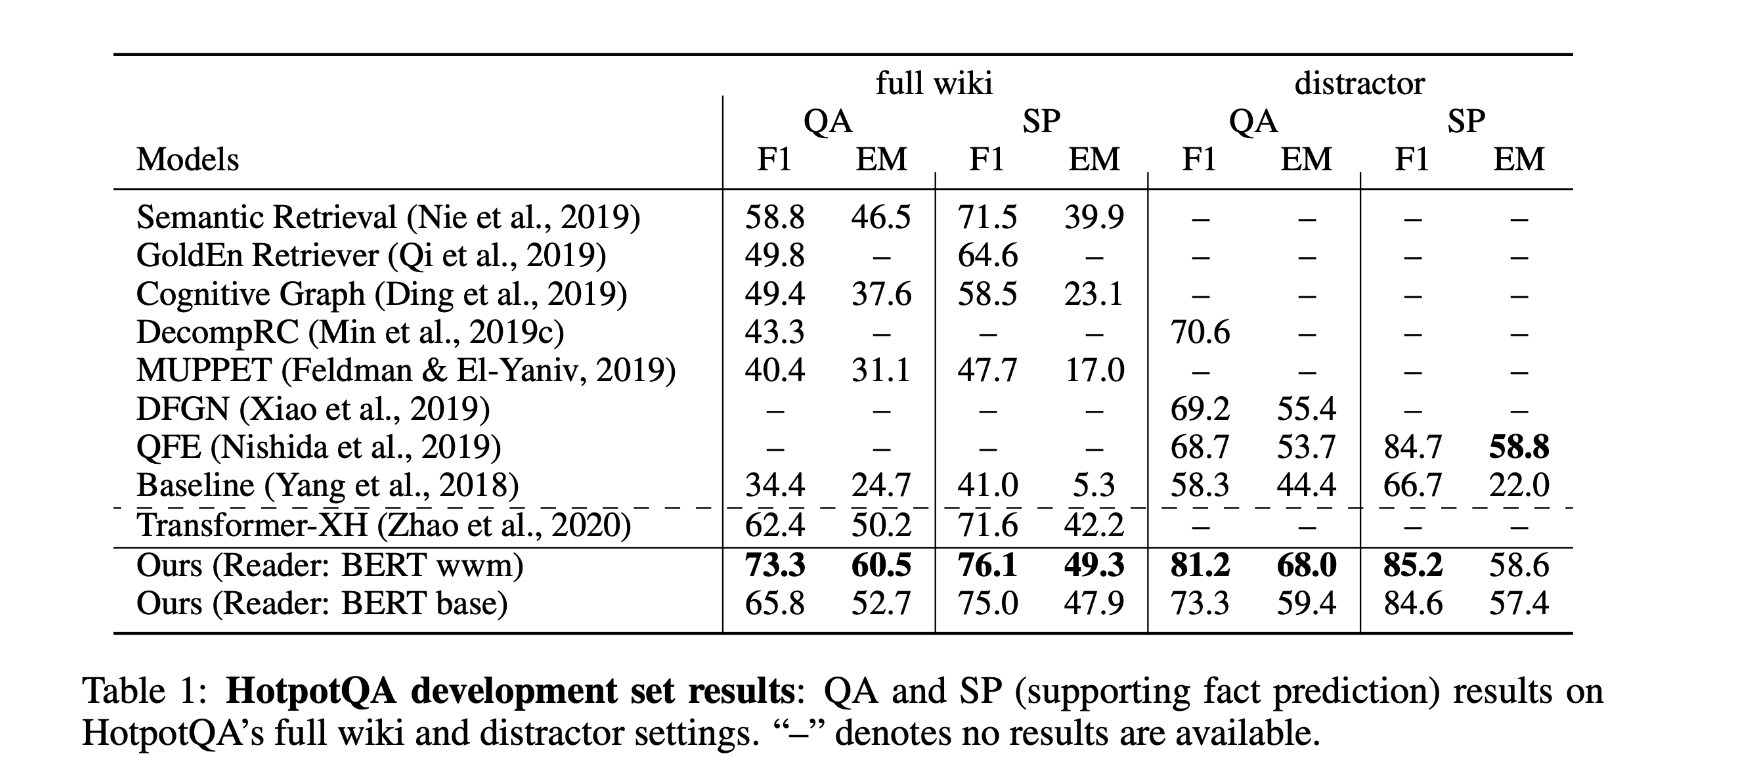 full wiki distractor
QA SP QA SP
Models F1 EM F1 EM F1 EM F1 EM
Semantic Retrieval (Nie et al., 2019) 58.8 46.5 71.5 39.9 – – – –
GoldEn Retriever (Qi et al., 2019) 49.8 – 64.6 – – – – –
Cognitive Graph (Ding et al., 2019) 49.4 37.6 58.5 23.1 – – – –
DecompRC (Min et al., 2019c) 43.3 – – – 70.6 – – –
MUPPET (Feldman & El-Yaniv, 2019) 40.4 31.1 47.7 17.0 – – – –
DFGN (Xiao et al., 2019) – – – – 69.2 55.4 – –
QFE (Nishida et al., 2019) – – – – 68.7 53.7 84.7 58.8
Baseline (Yang et al., 2018) 34.4 24.7 41.0 5.3 58.3 44.4 66.7 22.0
Transformer-XH (Zhao et al., 2020) 62.4 50.2 71.6 42.2 – – – –
Ours (Reader: BERT wwm) 73.3 60.5 76.1 49.3 81.2 68.0 85.2 58.6
Ours (Reader: BERT base) 65.8 52.7 75.0 47.9 73.3 59.4 84.6 57.4
Table 1: HotpotQA development set results: QA and SP (supporting fact prediction) results on
HotpotQA's full wiki and distractor settings. “–” denotes no results are available.